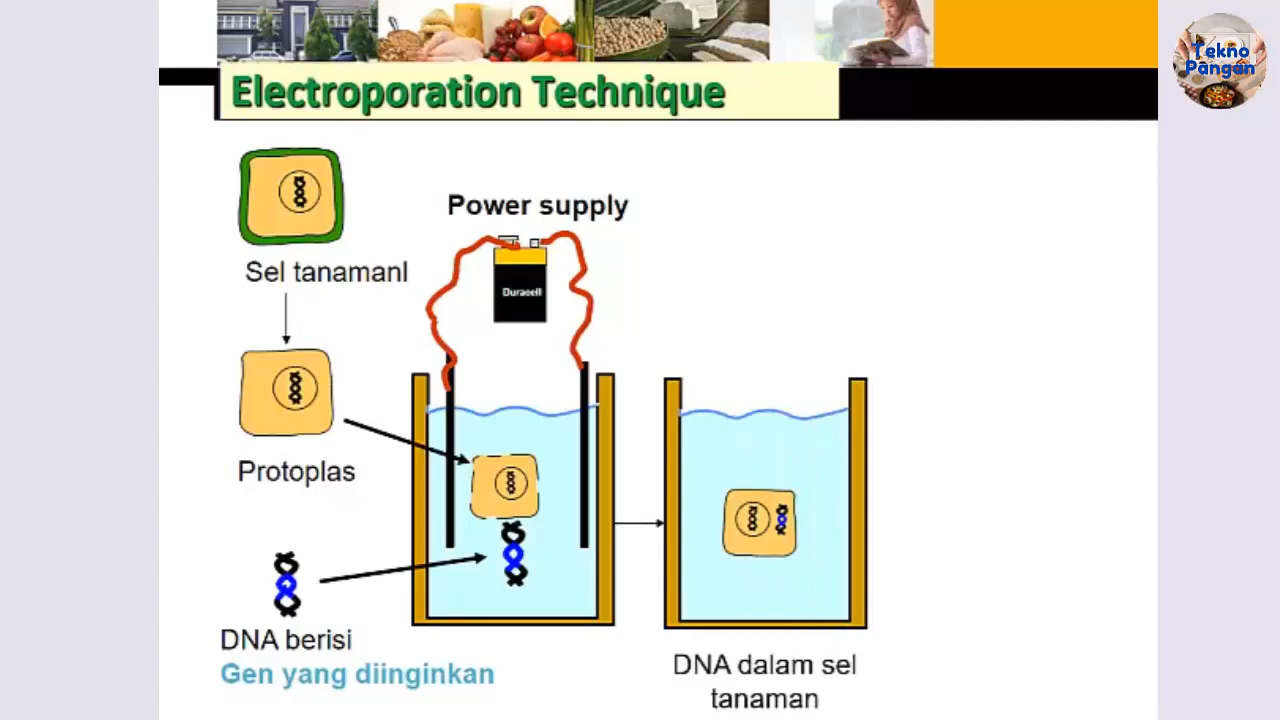 Electroporation Technique
Tekno
Pangan
Power supply
Duracell
Sel tanamanl
Protoplas
DNA berisi
Gen yang diinginkan
DNA dalam sel
tanaman